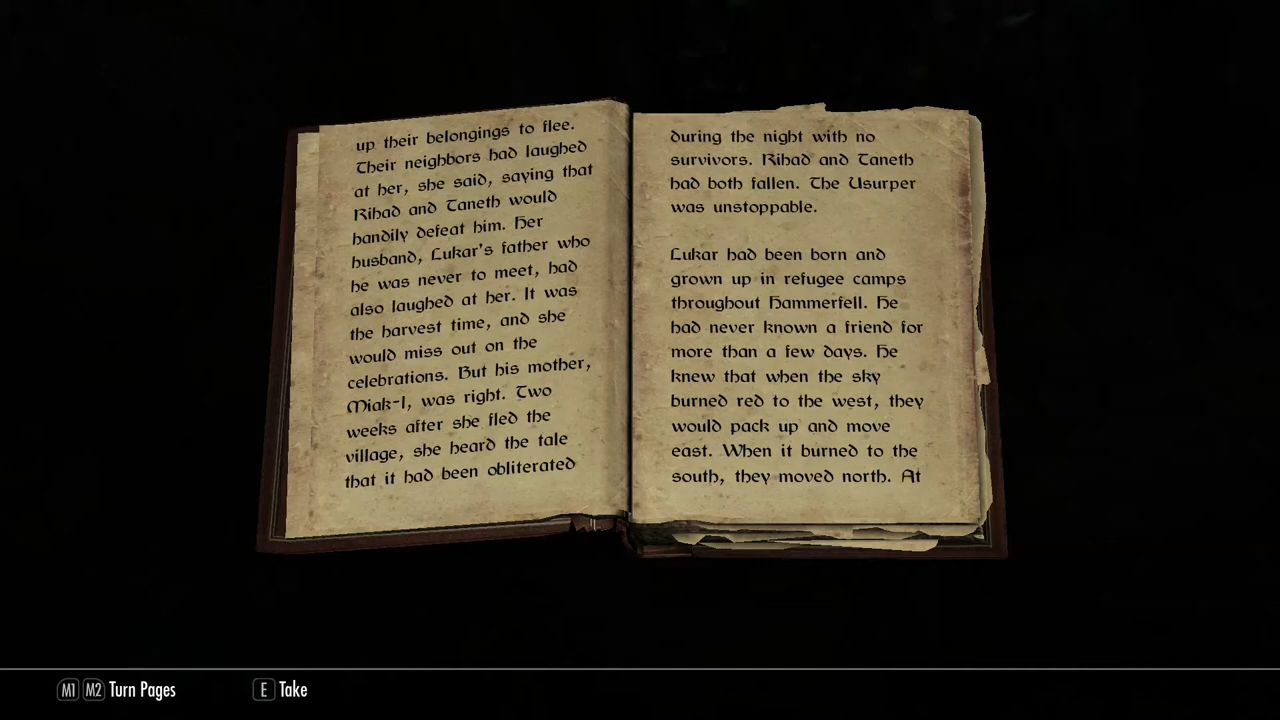 up their belongings to flee.
Their neighbors had laughed
at her, she said, saying that
Rihad and Taneth would
handily defeat him. Her
husband, Lukar's father who
he was never to meet, had
also laughed at her. It was
the harvest time, and she
would miss out on the
celebrations. But his mother,
Miak-I, was right. Two
weeks after she fled the
village, she heard the tale
that it had been obliterated
during the night with no
survivors. Rihad and Taneth
had both fallen. The Usurper
was unstoppable.
Lukar had been born and
grown up in refugee camps
throughout Hammerfell. He
had never known a friend for
more than a few days. He
knew that when the sky
burned red to the west, they
would pack up and move
east. When it burned to the
south, they moved north. At
M1 M2 Turn Pages
E Take